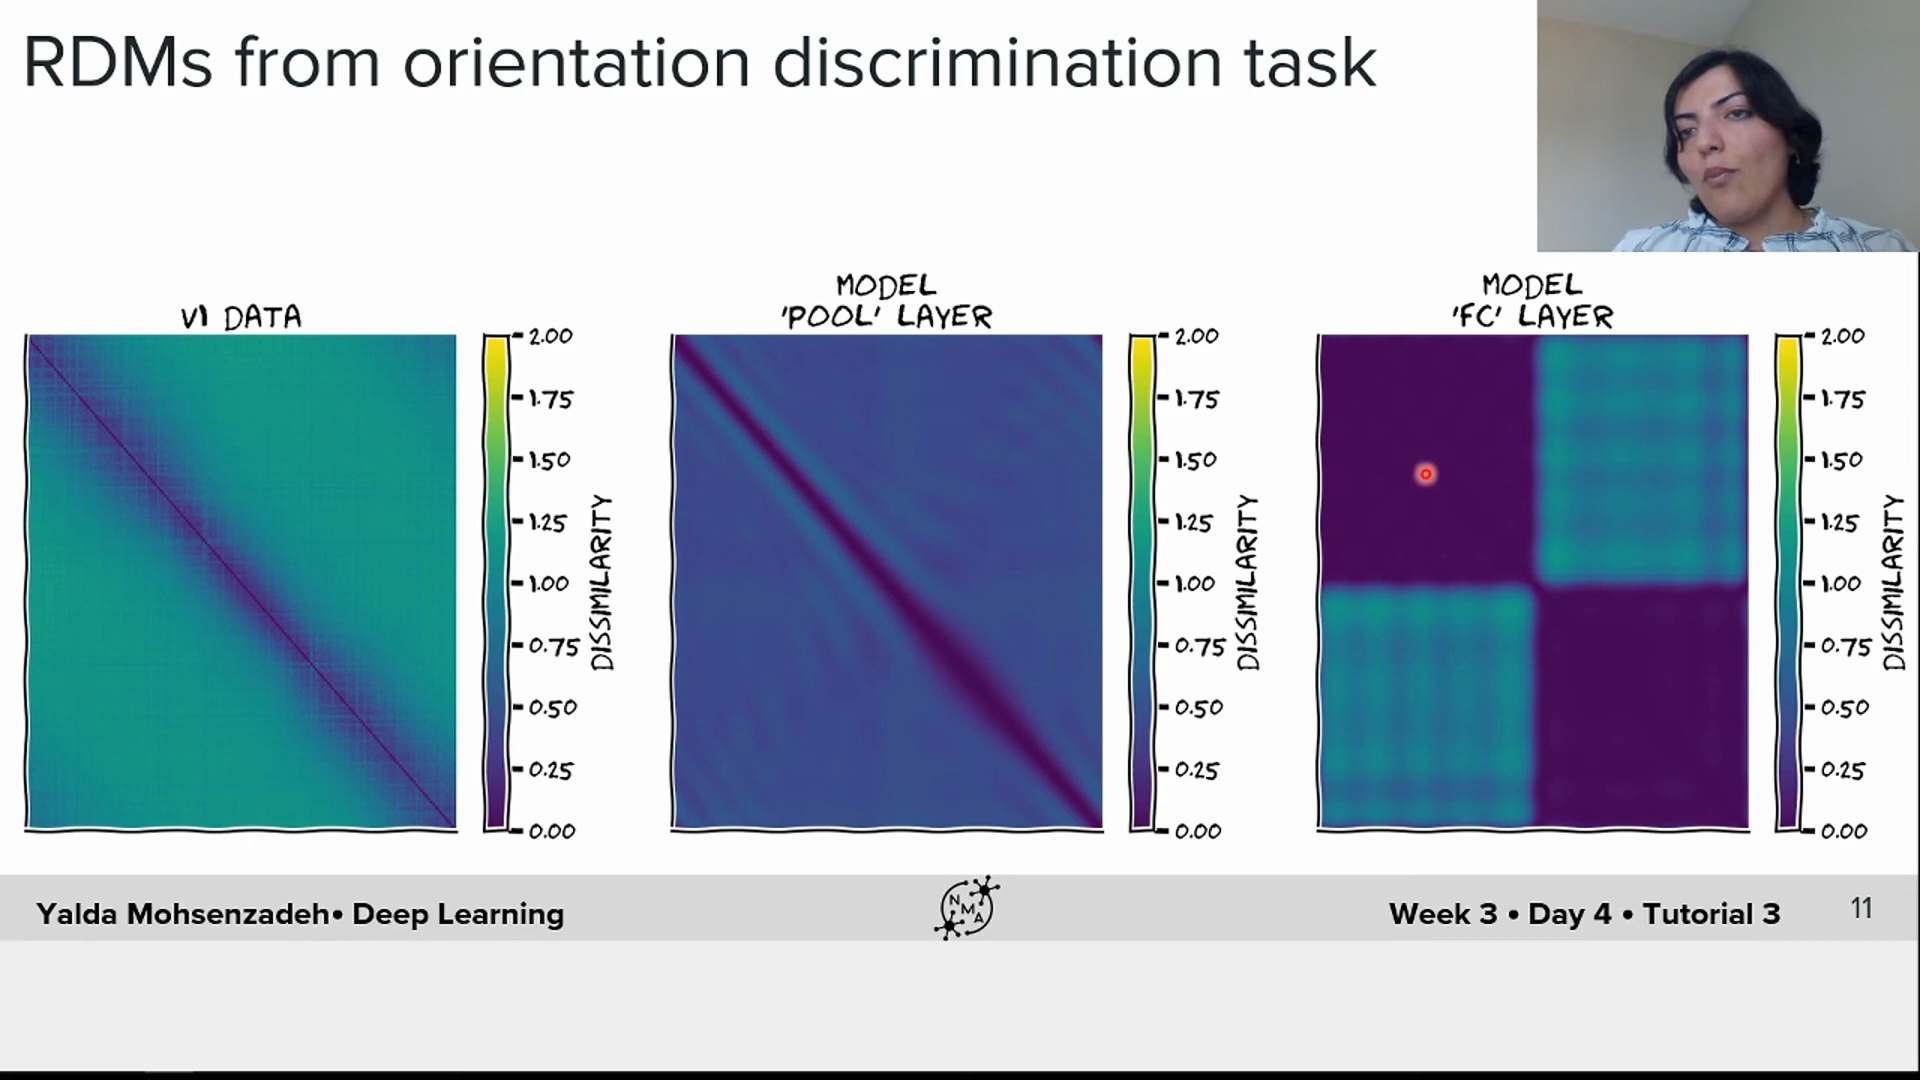 RDMs from orientation discrimination task
V1 DATA
2.00
1.75
1.50
1.25
1.00
0.75
0.50
0.25
0.00
DISSIMILARITY
MODEL
'POOL' LAYER
2.00
1.75
1.50
1.25
1.00
0.75
0.50
0.25
0.00
DISSIMILARITY
MODEL
'FC' LAYER
2.00
1.75
1.50
1.25
1.00
0.75
0.50
0.25
0.00
DISSIMILARITY
Yalda Mohsenzadeh• Deep Learning
NMA
Week 3 • Day 4 • Tutorial 3
11